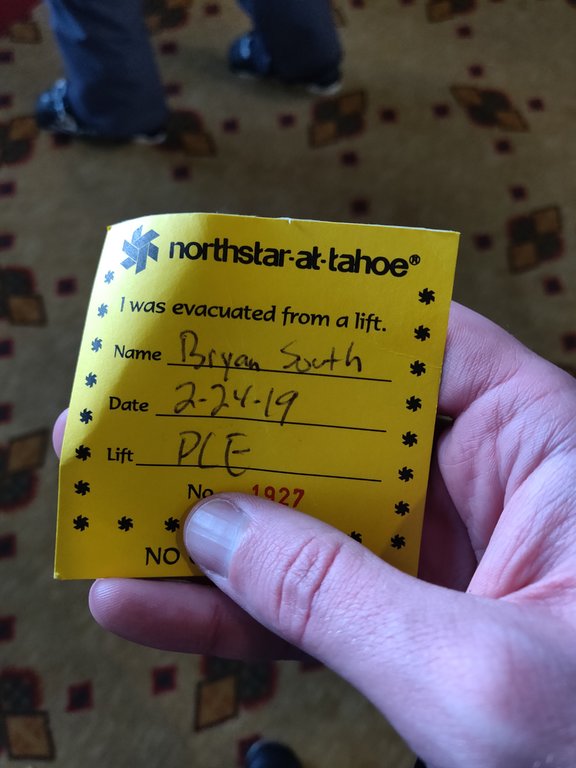 northstar-at-tahoe®
I was evacuated from a lift.
Name Bryan South
Date 2-24-19
Lift PLE
No. 1927
NO